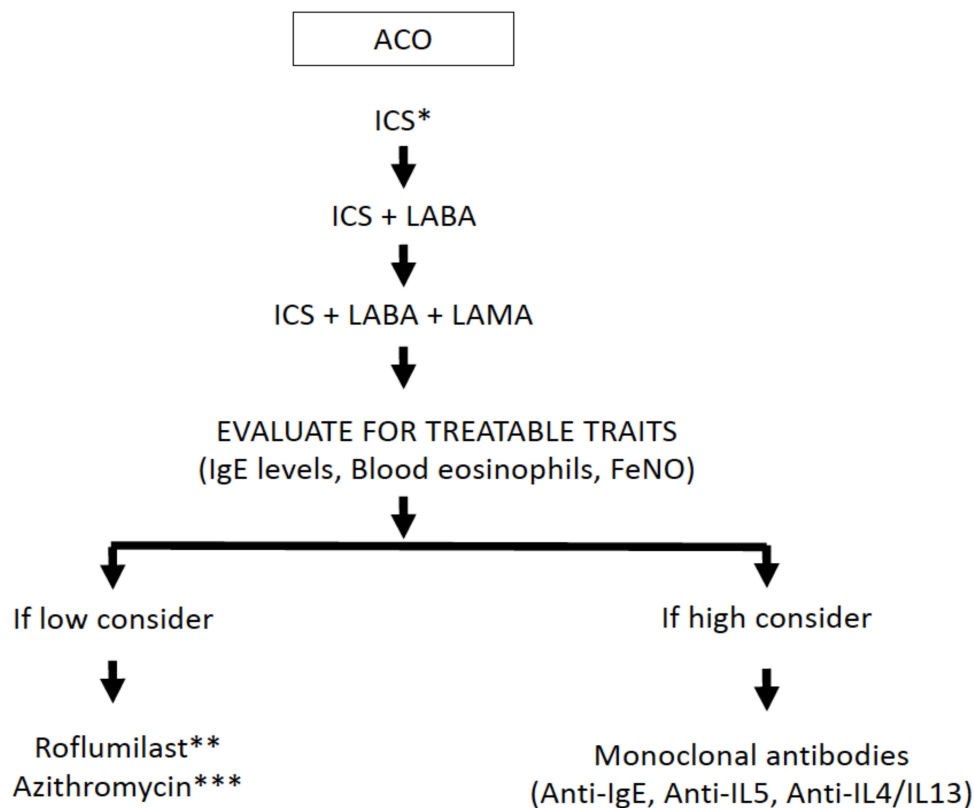 ACO
ICS*
ICS + LABA
ICS + LABA + LAMA
EVALUATE FOR TREATABLE TRAITS
(IgE levels, Blood eosinophils, FeNO)
If low consider
If high consider
Roflumilast**
Azithromycin***
Monoclonal antibodies
(Anti-IgE, Anti-IL5, Anti-IL4/IL13)